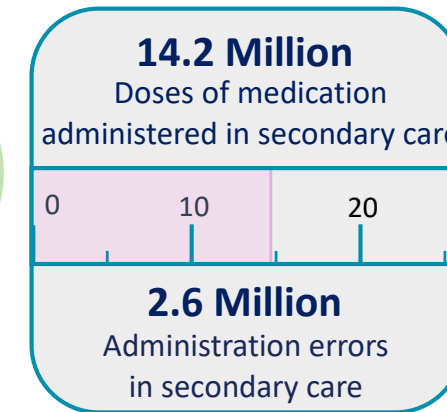 14.2 Million
Doses of medication
administered in secondary care
0 10 20
2.6 Million
Administration errors
in secondary care